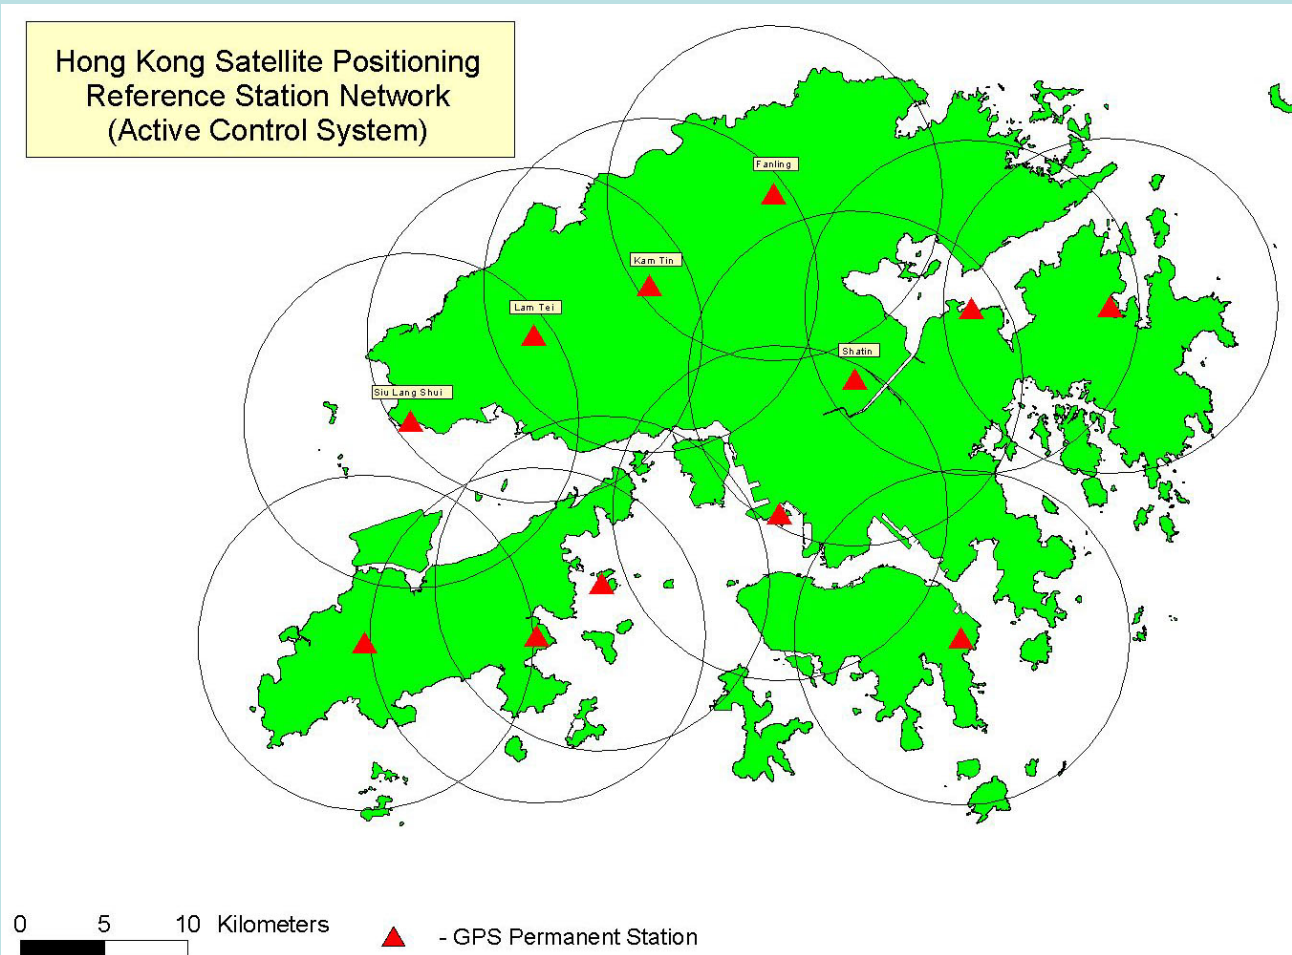 Hong Kong Satellite Positioning
Reference Station Network
(Active Control System)
Fanling
Kam Tin
Lam Tei
Shatin
Siu Lang Shui
0 5 10 Kilometers
- GPS Permanent Station